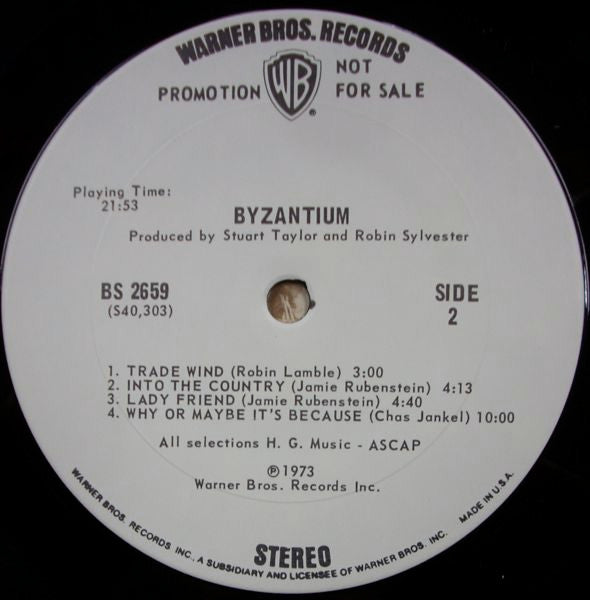 WARNER BROS. RECORDS
PROMOTION WB NOT
FOR SALE
®
Playing Time:
21:53
BYZANTIUM
Produced by Stuart Taylor and Robin Sylvester
BS 2659
(S40,303)
SIDE
2
1. TRADE WIND (Robin Lamble) 3:00
2. INTO THE COUNTRY (Jamie Rubenstein) 4:13
3. LADY FRIEND (Jamie Rubenstein) 4:40
4. WHY OR MAYBE IT'S BECAUSE (Chas Jankel) 10:00
All selections H. G. Music - ASCAP
℗ 1973
Warner Bros. Records Inc.
STEREO
WARNER BROS. RECORDS INC., A SUBSIDIARY AND LICENSEE OF WARNER BROS. INC. MADE IN U.S.A.